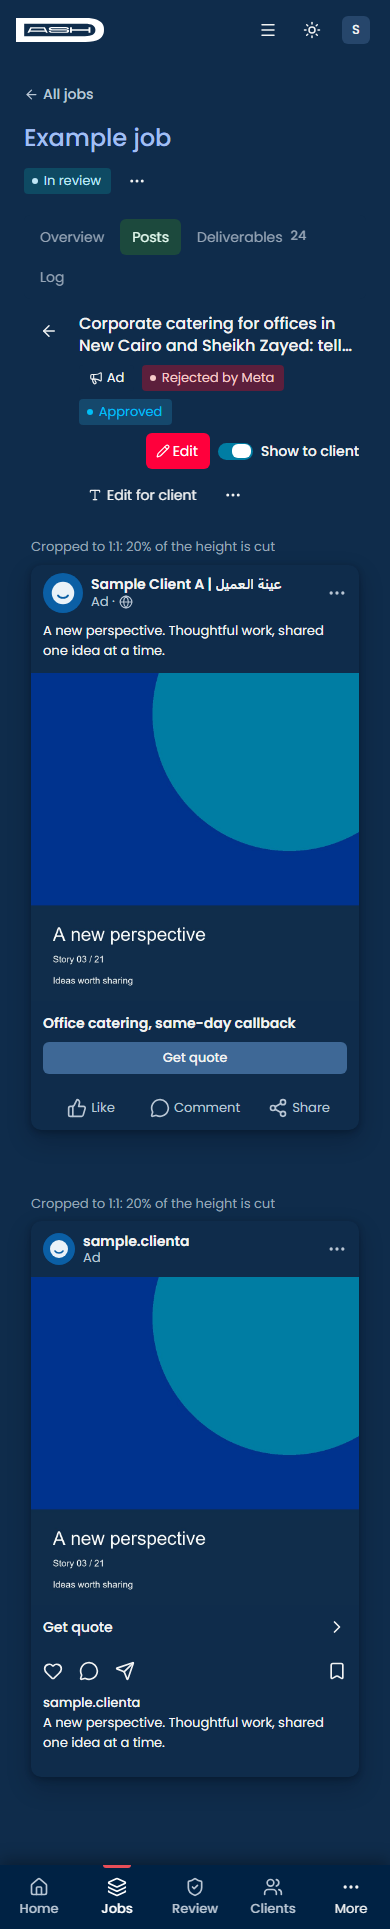 ASH
S
All jobs
Example job
In review
Overview Posts Deliverables 24
Log
Corporate catering for offices in
New Cairo and Sheikh Zayed: tell...
Ad Rejected by Meta
Approved
Edit Show to client
Edit for client
Cropped to 1:1: 20% of the height is cut
Sample Client A | عينة العميل
Ad ·
A new perspective. Thoughtful work, shared
one idea at a time.
A new perspective
Story 03 / 21
Ideas worth sharing
Office catering, same-day callback
Get quote
Like Comment Share
Cropped to 1:1: 20% of the height is cut
sample.clienta
Ad
A new perspective
Story 03 / 21
Ideas worth sharing
Get quote
sample.clienta
A new perspective. Thoughtful work, shared
one idea at a time.
Home Jobs Review Clients More